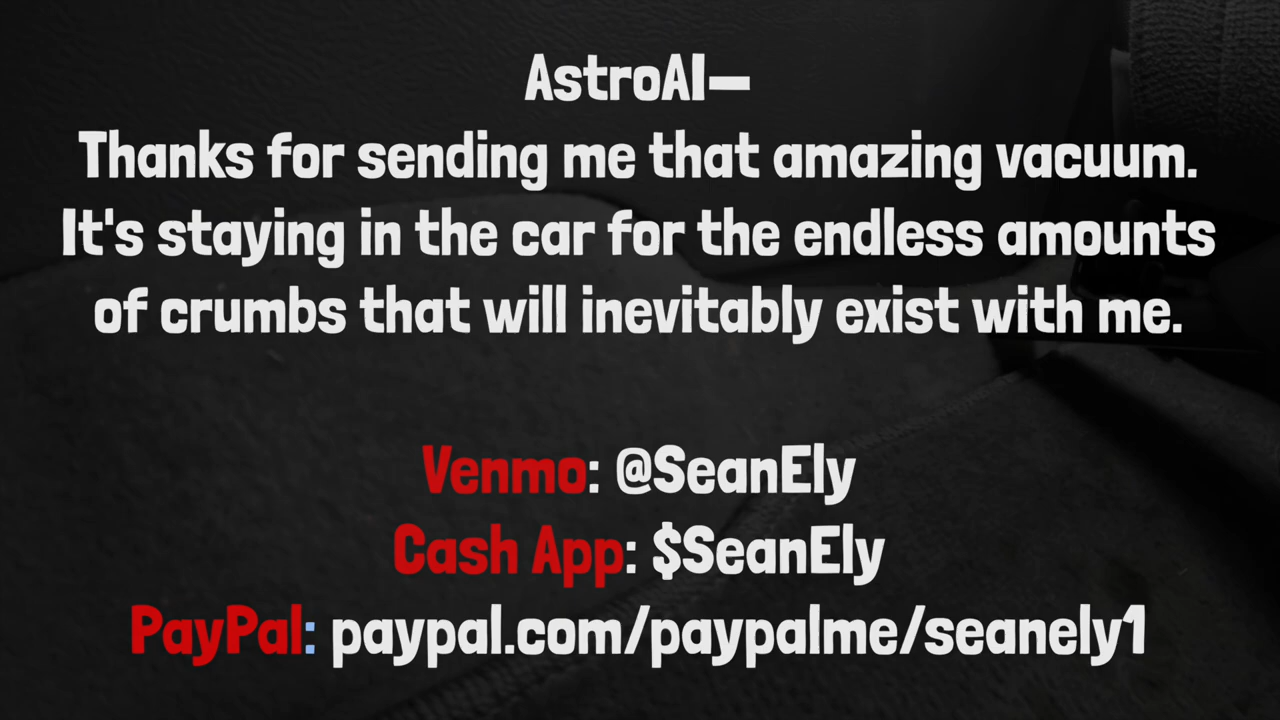 AstroAI—
Thanks for sending me that amazing vacuum.
It's staying in the car for the endless amounts
of crumbs that will inevitably exist with me.
Venmo: @SeanEly
Cash App: $SeanEly
PayPal: paypal.com/paypalme/seanely1